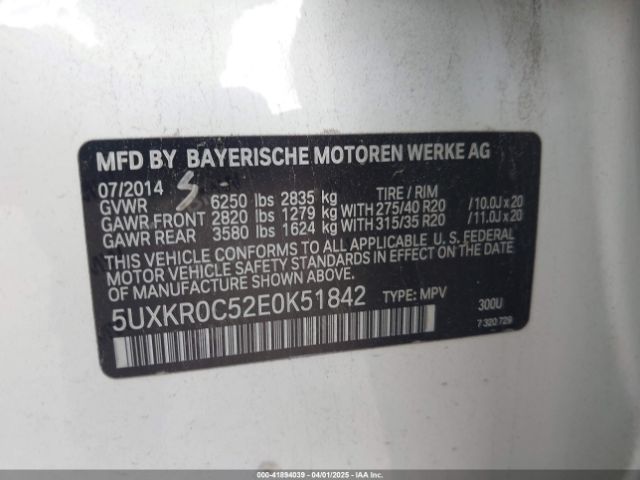 MFD BY BAYERISCHE MOTOREN WERKE AG
07/2014 S TIRE / RIM
GVWR 6250 lbs 2835 kg
GAWR FRONT 2820 lbs 1279 kg WITH 275/40 R20 /10.0J x 20
GAWR REAR 3580 lbs 1624 kg WITH 315/35 R20 /11.0J x 20
THIS VEHICLE CONFORMS TO ALL APPLICABLE U. S. FEDERAL
MOTOR VEHICLE SAFETY STANDARDS IN EFFECT ON THE DATE OF
MANUFACTURE SHOWN ABOVE.
5UXKR0C52E0K51842 TYPE: MPV 300U
7 320 729
000-41894039 04/01/2025 IAAI.COM